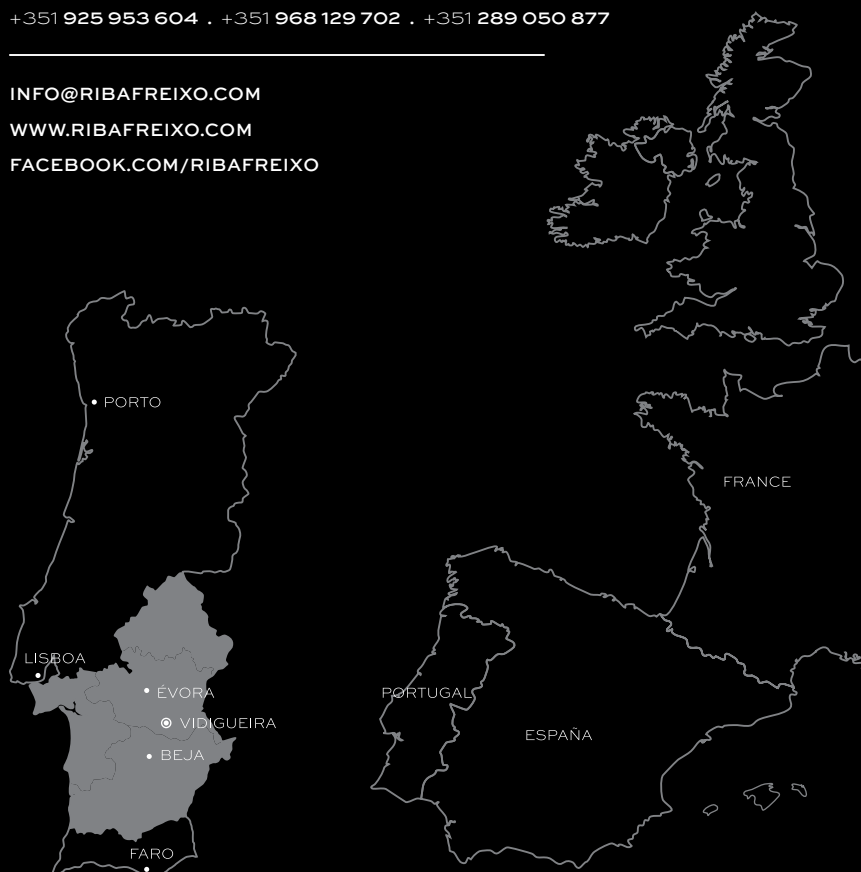 +351 925 953 604 . +351 968 129 702 . +351 289 050 877
INFO@RIBAFREIXO.COM
WWW.RIBAFREIXO.COM
FACEBOOK.COM/RIBAFREIXO
PORTO
LISBOA
ÉVORA
VIDIGUEIRA
BEJA
FARO
FRANCE
PORTUGAL
ESPAÑA